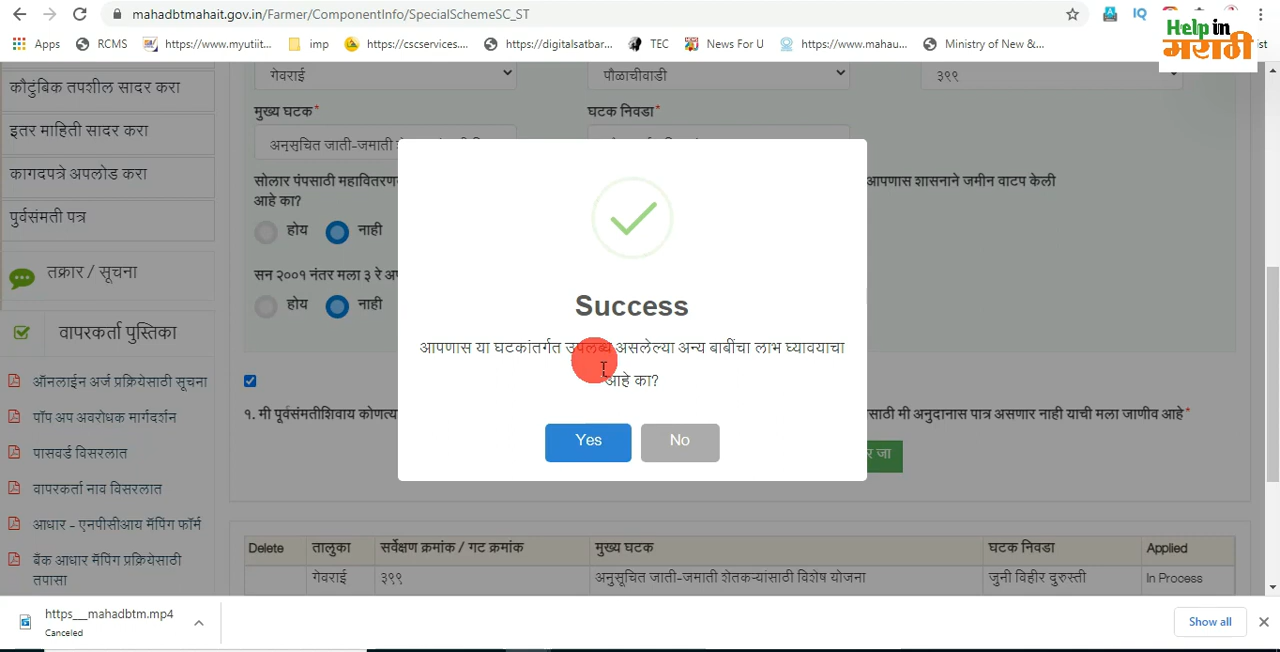 mahadbtmahait.gov.in/Farmer/ComponentInfo/SpecialSchemeSC_ST
IQ
Apps RCMS https://www.myutiit... imp https://cscservices.... https://digitalsatbar... TEC News For U https://www.mahau... Ministry of New &...
Help in
मराठी
कौटुंबिक तपशील सादर करा
इतर माहिती सादर करा
कागदपत्रे अपलोड करा
पुर्वसंमती पत्र
तक्रार / सूचना
वापरकर्ता पुस्तिका
ऑनलाईन अर्ज प्रक्रियेसाठी सूचना
पॉप अप अवरोधक मार्गदर्शन
पासवर्ड विसरलात
वापरकर्ता नाव विसरलात
आधार - एनपीसीआय मॅपिंग फॉर्म
बँक आधार मॅपिंग प्रक्रियेसाठी
तपासा
गेवराई पौळाचीवाडी ३९९
मुख्य घटक* घटक निवडा*
अनुसूचित जाती-जमाती
सोलार पंपसाठी महावितरण आपणास शासनाने जमीन वाटप केली
आहे का?
होय नाही
सन २००१ नंतर मला ३ रे
होय नाही
Success
आपणास या घटकांतर्गत उपलब्ध असलेल्या अन्य बाबींचा लाभ घ्यावयाचा
आहे का?
Yes No
१. मी पूर्वसंमतीशिवाय कोणत्या साठी मी अनुदानास पात्र असणार नाही याची मला जाणीव आहे*
र जा
Delete तालुका सर्वेक्षण क्रमांक / गट क्रमांक मुख्य घटक घटक निवडा Applied
गेवराई ३९९ अनुसूचित जाती-जमाती शेतकऱ्यांसाठी विशेष योजना जुनी विहीर दुरुस्ती In Process
https___mahadbtm.mp4
Canceled
Show all